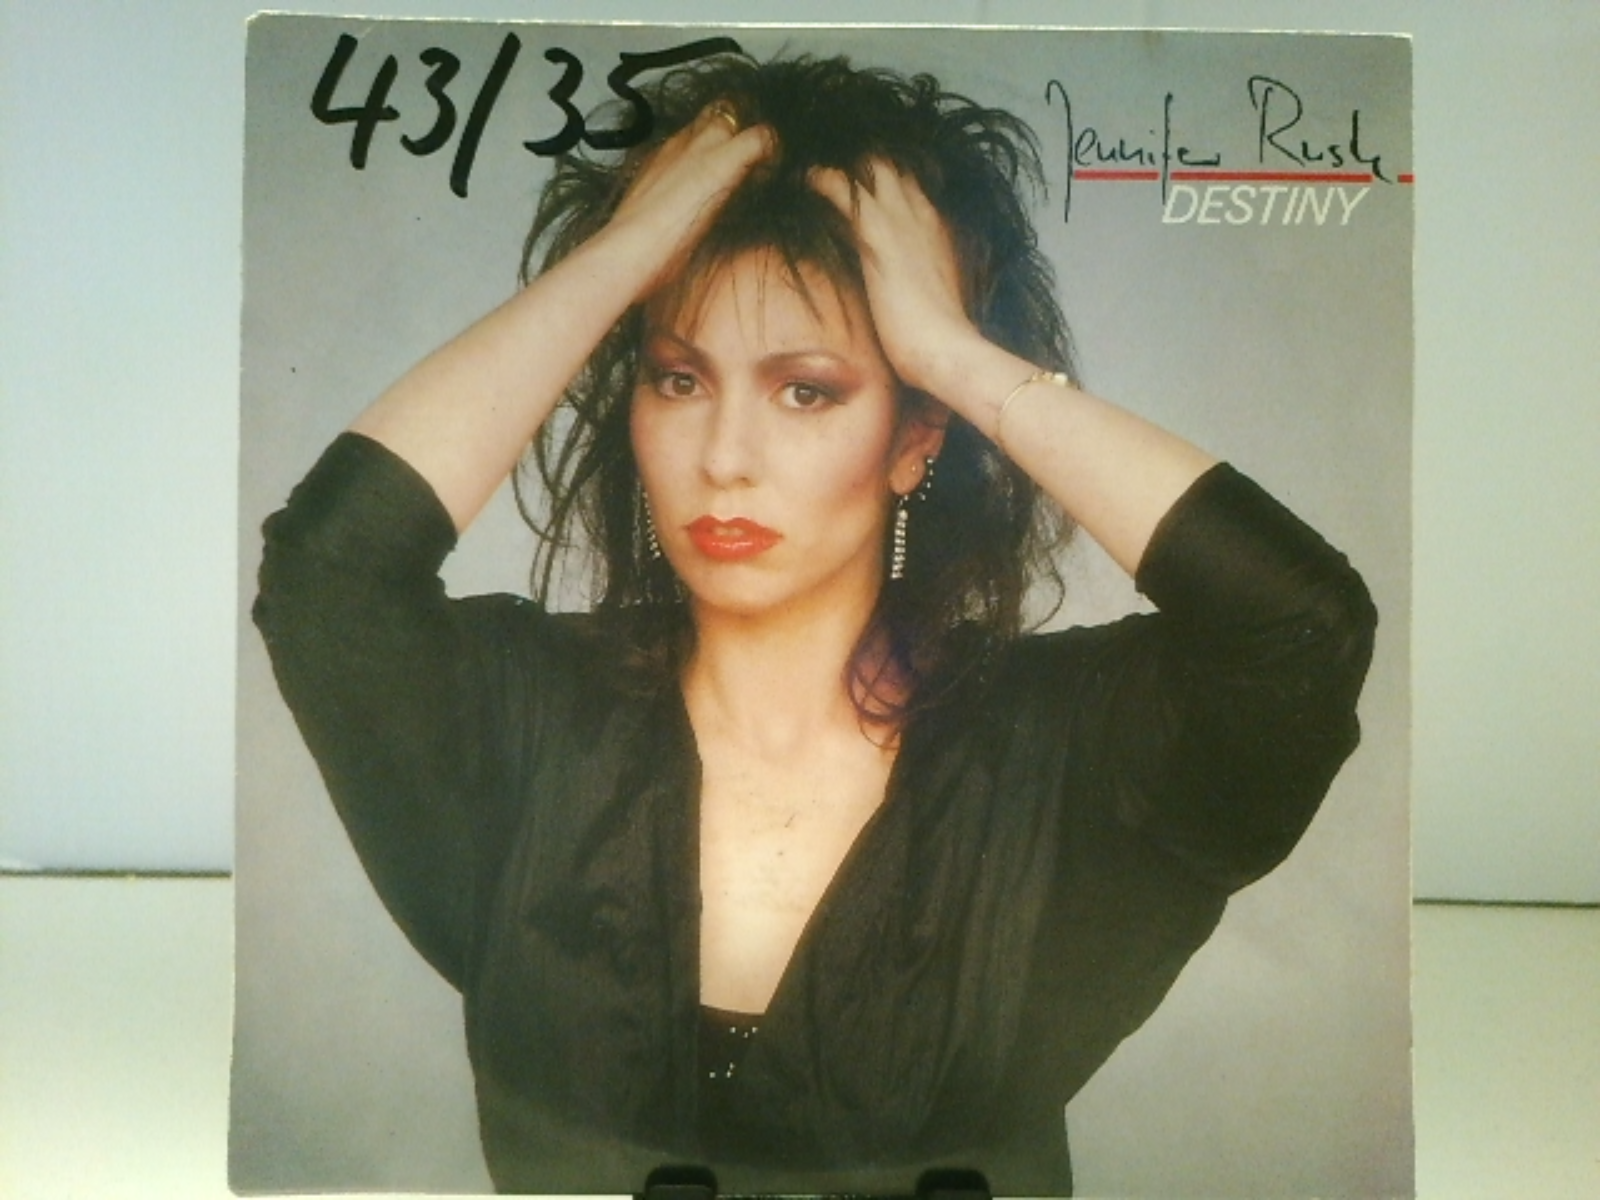 43/35
Jennifer Rush
DESTINY